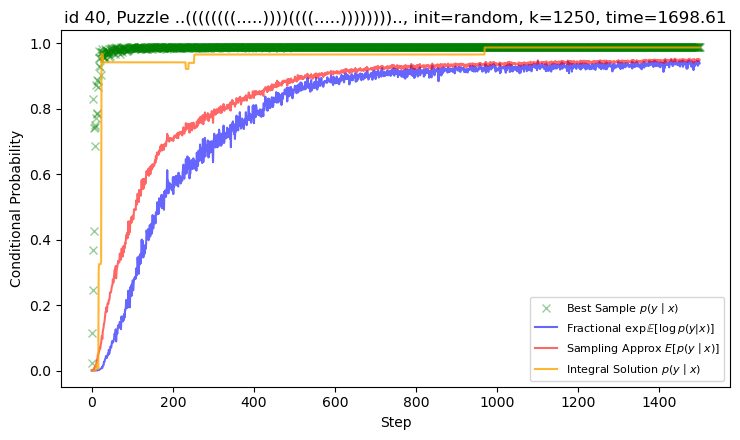 id 40, Puzzle ..((((((((.....))))((((.....)))))))).., init=random, k=1250, time=1698.61
1.0
0.8
0.6
0.4
0.2
0.0
Conditional Probability
0
200
400
600
800
1000
1200
1400
Step
Best Sample p(y | x)
Fractional exp 𝔼[log p(y|x)]
Sampling Approx E[p(y | x)]
Integral Solution p(y | x)